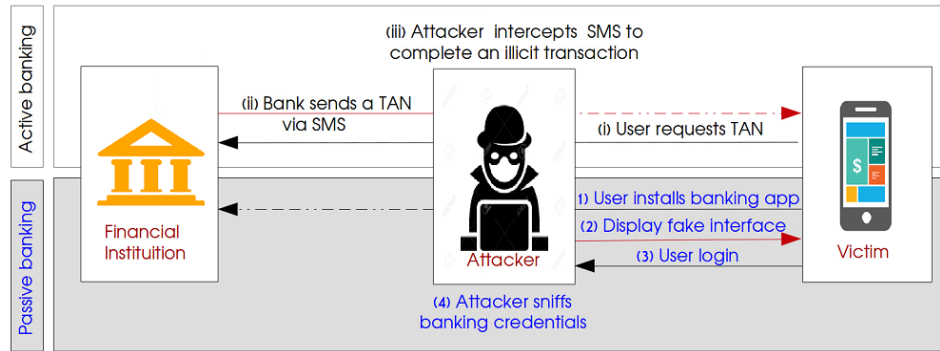 Active banking
(iii) Attacker intercepts SMS to
complete an illicit transaction
(ii) Bank sends a TAN
via SMS
(i) User requests TAN
$
Passive banking
Financial
Instituition
Attacker
1) User installs banking app
(2) Display fake interface
(3) User login
Victim
(4) Attacker sniffs
banking credentials